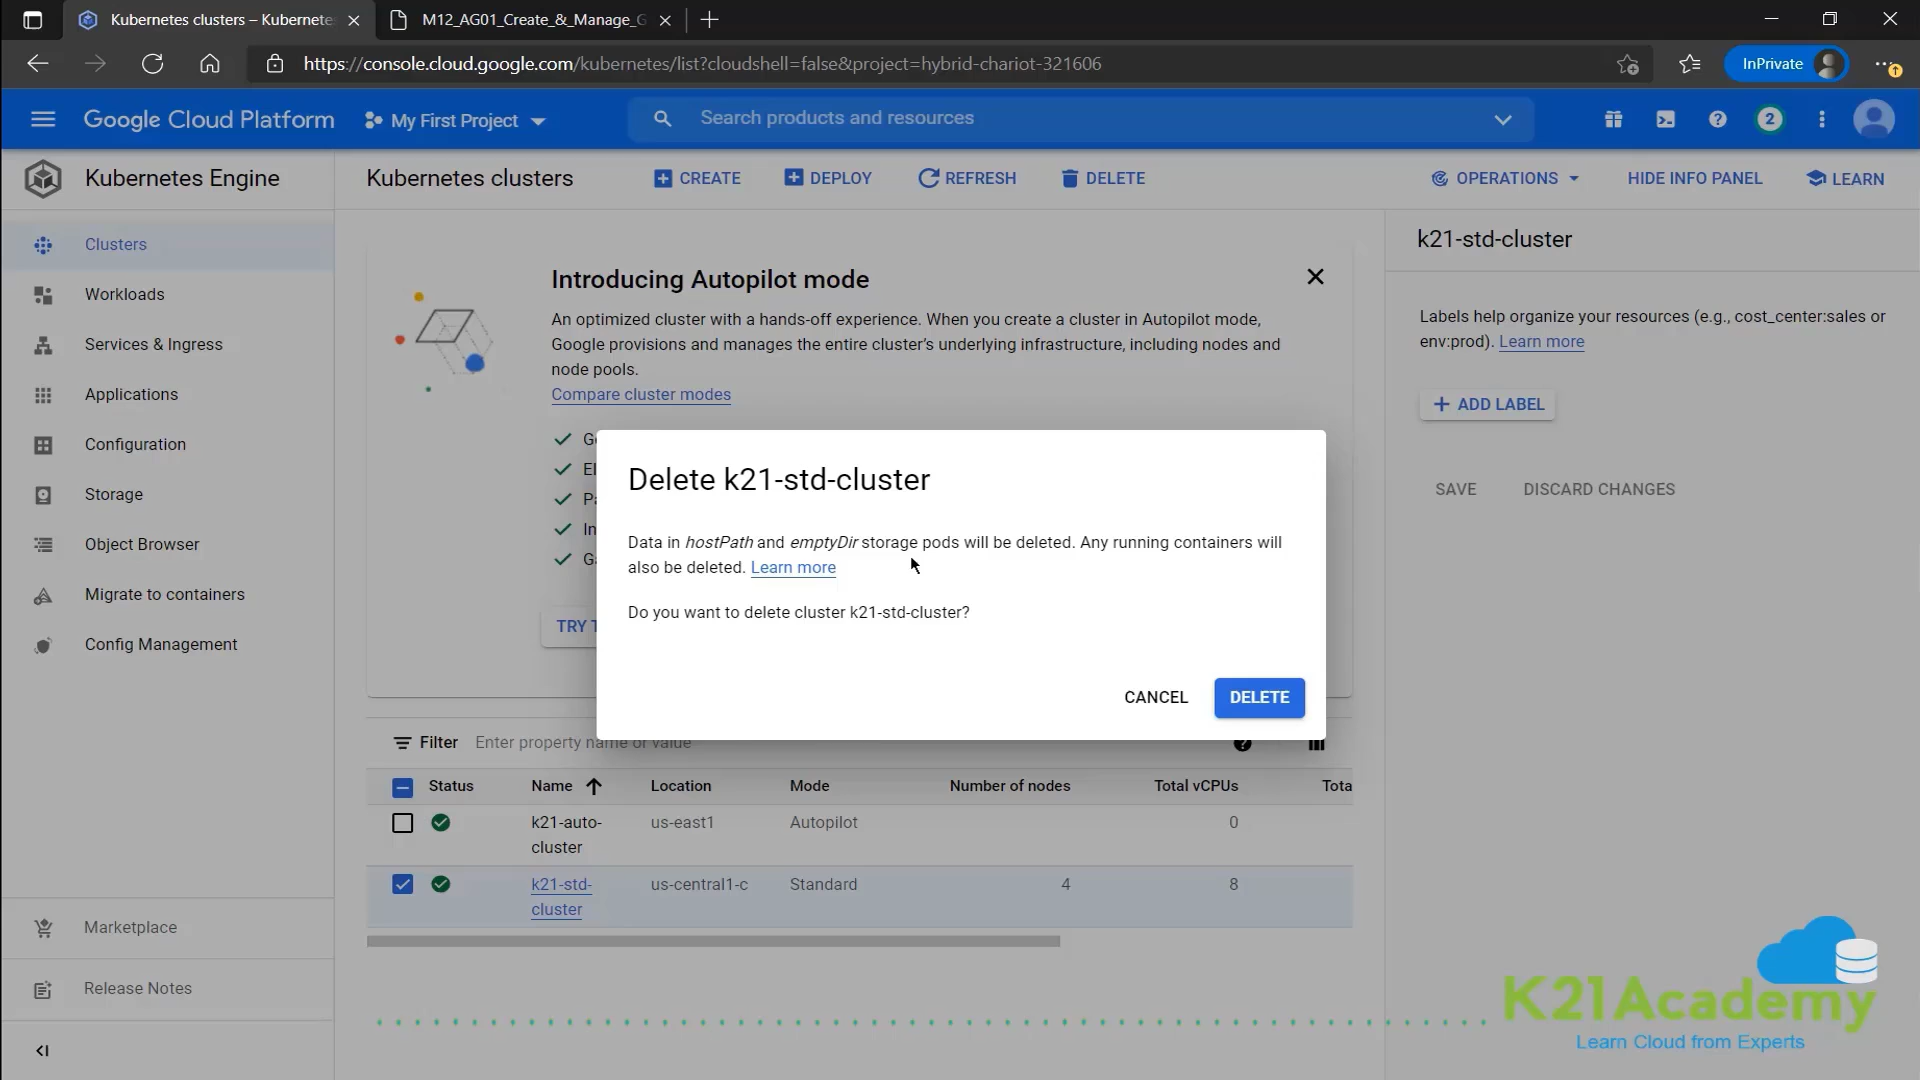 Kubernetes clusters – Kubernete
M12_AG01_Create_&_Manage_G
https://console.cloud.google.com/kubernetes/list?cloudshell=false&project=hybrid-chariot-321606
InPrivate
Google Cloud Platform
My First Project
Search products and resources
2
Kubernetes Engine
Kubernetes clusters
CREATE
DEPLOY
REFRESH
DELETE
OPERATIONS
HIDE INFO PANEL
LEARN
Clusters
Workloads
Services & Ingress
Applications
Configuration
Storage
Object Browser
Migrate to containers
Config Management
Marketplace
Release Notes
Introducing Autopilot mode
An optimized cluster with a hands-off experience. When you create a cluster in Autopilot mode,
Google provisions and manages the entire cluster's underlying infrastructure, including nodes and
node pools.
Compare cluster modes
TRY
Delete k21-std-cluster
Data in hostPath and emptyDir storage pods will be deleted. Any running containers will
also be deleted. Learn more
Do you want to delete cluster k21-std-cluster?
CANCEL
DELETE
Filter
Enter property name or value
Status
Name
Location
Mode
Number of nodes
Total vCPUs
Tota
k21-auto-
cluster
us-east1
Autopilot
0
k21-std-
cluster
us-central1-c
Standard
4
8
k21-std-cluster
Labels help organize your resources (e.g., cost_center:sales or
env:prod). Learn more
ADD LABEL
SAVE
DISCARD CHANGES
K21Academy
Learn Cloud from Experts